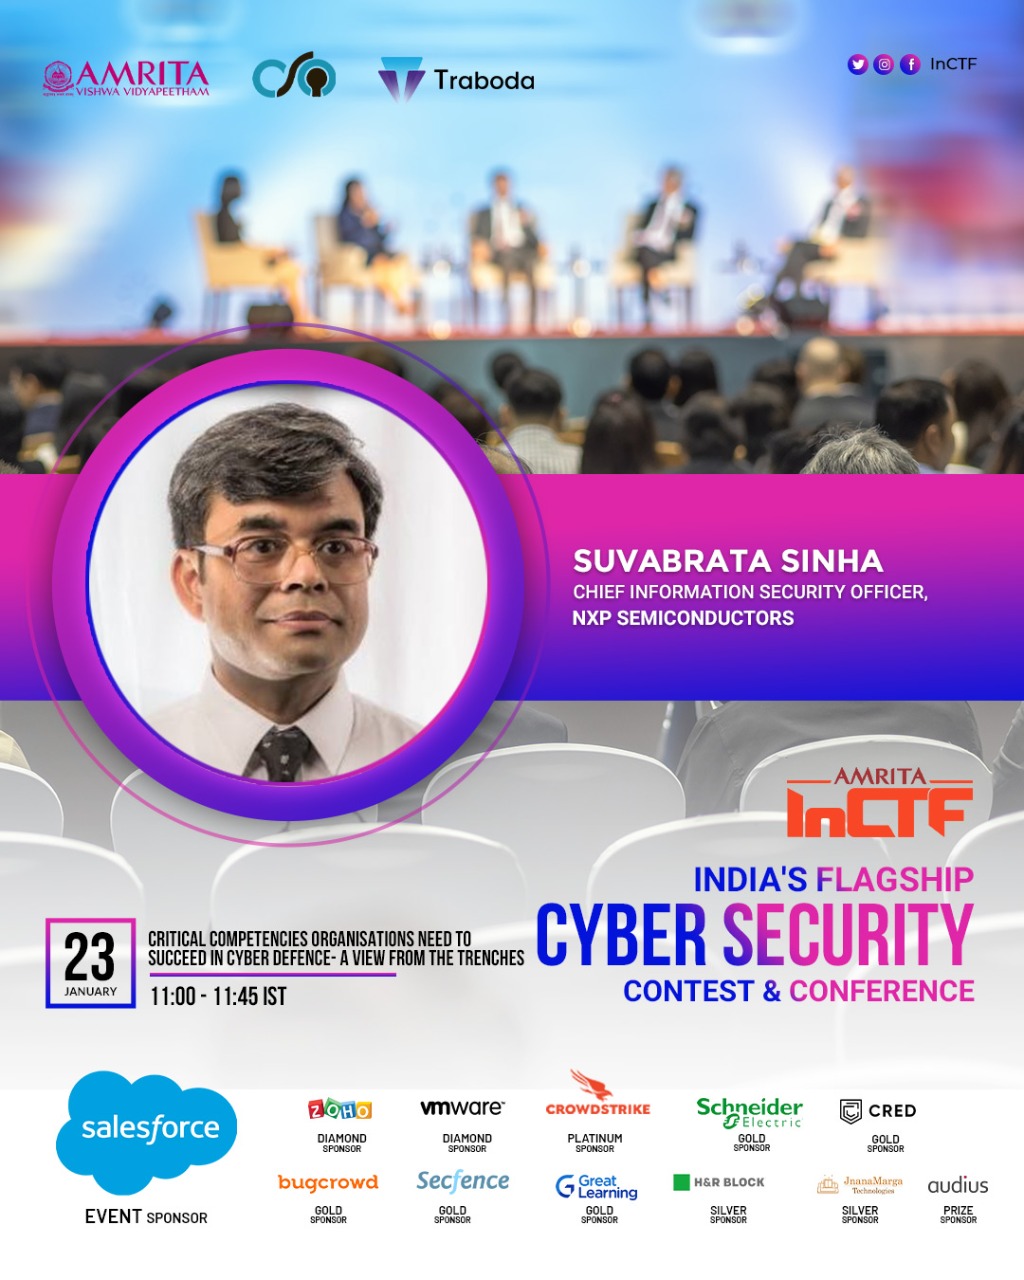 AMRITA
VISHWA VIDYAPEETHAM
Traboda
InCTF
SUVABRATA SINHA
CHIEF INFORMATION SECURITY OFFICER,
NXP SEMICONDUCTORS
AMRITA
InCTF
INDIA'S FLAGSHIP
CYBER SECURITY
CONTEST & CONFERENCE
23
JANUARY
CRITICAL COMPETENCIES ORGANISATIONS NEED TO
SUCCEED IN CYBER DEFENCE- A VIEW FROM THE TRENCHES
11:00 - 11:45 IST
salesforce
EVENT SPONSOR
ZOHO
DIAMOND
SPONSOR
vmware
DIAMOND
SPONSOR
CROWDSTRIKE
PLATINUM
SPONSOR
Schneider
Electric
GOLD
SPONSOR
CRED
GOLD
SPONSOR
bugcrowd
GOLD
SPONSOR
Secfence
GOLD
SPONSOR
Great
Learning
GOLD
SPONSOR
H&R BLOCK
SILVER
SPONSOR
JnanaMarga
Technologies
SILVER
SPONSOR
audius
PRIZE
SPONSOR